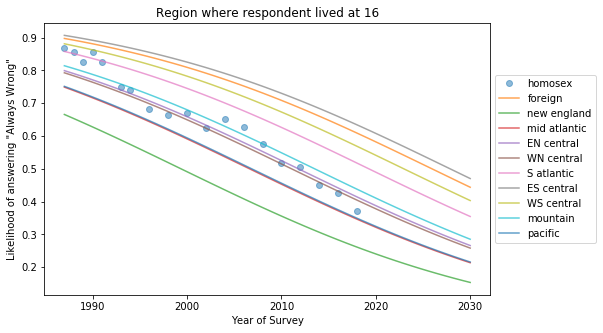 Region where respondent lived at 16
Likelihood of answering "Always Wrong"
0.9
0.8
0.7
0.6
0.5
0.4
0.3
0.2
1990
2000
2010
2020
2030
Year of Survey
homosex
foreign
new england
mid atlantic
EN central
WN central
S atlantic
ES central
WS central
mountain
pacific